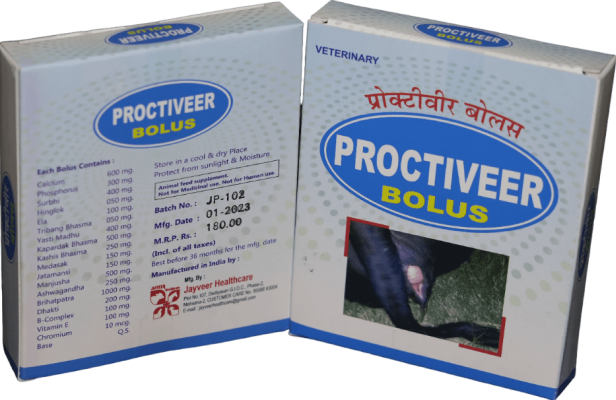 PROCTIVEER
BOLUS
PROCTIVEER
BOLUS
Each Bolus Contains :
Calcium 600 mg.
Phosphorus 300 mg.
Surbhi 400 mg.
Hinglok 050 mg.
Ela 100 mg.
Tribang Bhasma 050 mg.
Yasti Madhu 400 mg.
Kapardak Bhasma 500 mg.
Kashis Bhasma 250 mg.
Medasak 150 mg.
Jatamansi 150 mg.
Manjusha 500 mg.
Ashwagandha 250 mg.
Brihatpatra 1000 mg.
Dhakti 200 mg.
B-Complex 100 mg.
Vitamin E 100 mg.
Chromium 10 mcg.
Base Q.S.
Store in a cool & dry Place
Protect from sunlight & Moisture
Animal feed supplement.
Not for Medicinal use. Not for Human use
Batch No. : JP-102
Mfg. Date : 01-2023
M.R.P. Rs. : 180.00
(Incl. of all taxes)
Best before 36 months for the mfg. date
Manufactured in India by :
Mfg. By :
Jayveer Healthcare
PROCTIVEER
BOLUS
VETERINARY
प्रोक्टीवीर बोलस
PROCTIVEER
BOLUS